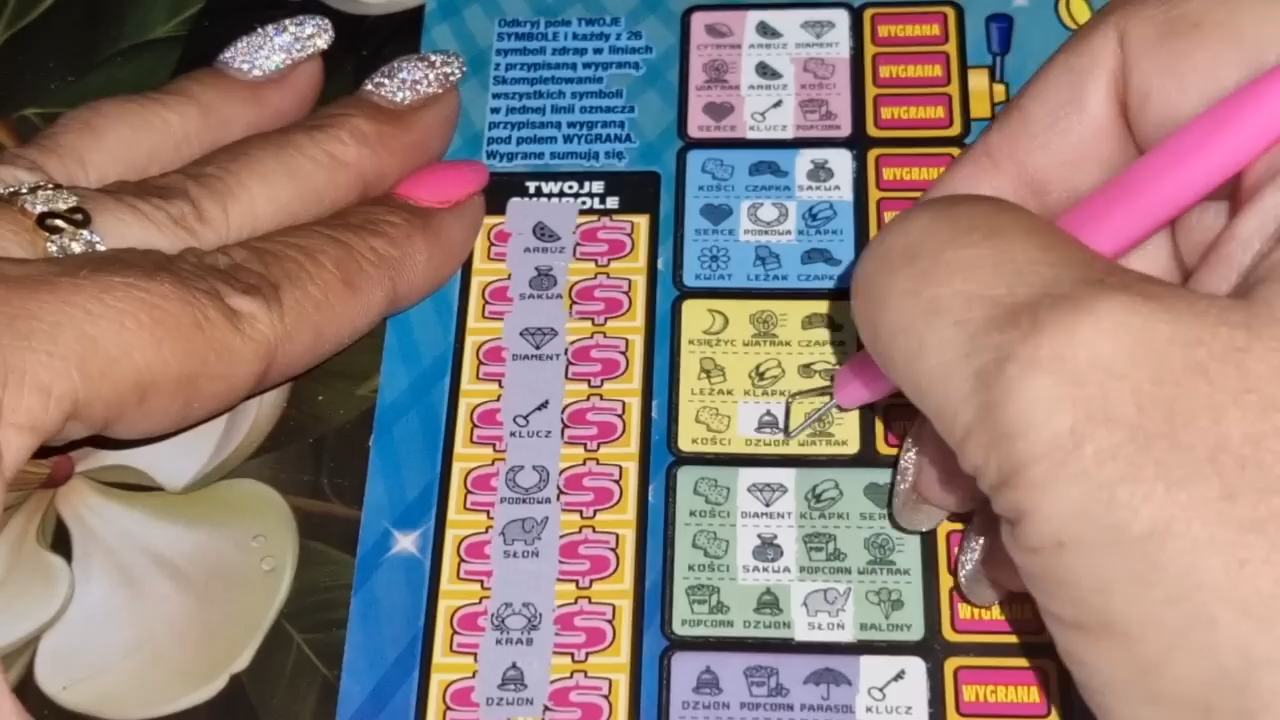 Odkryj pole TWOJE
SYMBOLE i każdy z 26
symboli zdrap w liniach
z przypisaną wygraną.
Skompletowanie
wszystkich symboli
w jednej linii oznacza
przypisaną wygraną
pod polem WYGRANA.
Wygrane sumują się.
TWOJE
SYMBOLE
ARBUZ
SAKWA
DIAMENT
KLUCZ
PODKOWA
SŁOŃ
KRAB
DZWON
CYTRYNA ARBUZ DIAMENT WYGRANA
WIATRAK ARBUZ KOŚCI WYGRANA
SERCE KLUCZ POPCORN WYGRANA
KOŚCI CZAPKA SAKWA WYGRANA
SERCE PODKOWA KLAPKI
KWIAT LEŻAK CZAPKA
KSIĘŻYC WIATRAK CZAPKA
LEŻAK KLAPKI
KOŚCI DZWON WIATRAK
KOŚCI DIAMENT KLAPKI SERCE
KOŚCI SAKWA POPCORN WIATRAK
POPCORN DZWON SŁOŃ BALONY WYGRANA
DZWON POPCORN PARASOL KLUCZ WYGRANA